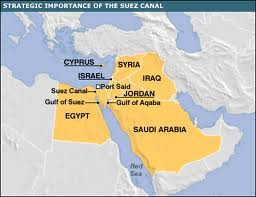 STRATEGIC IMPORTANCE OF THE SUEZ CANAL
CYPRUS
SYRIA
ISRAEL
IRAQ
Port Said
Suez Canal
JORDAN
Gulf of Suez
Gulf of Aqaba
EGYPT
SAUDI ARABIA
Red
Sea